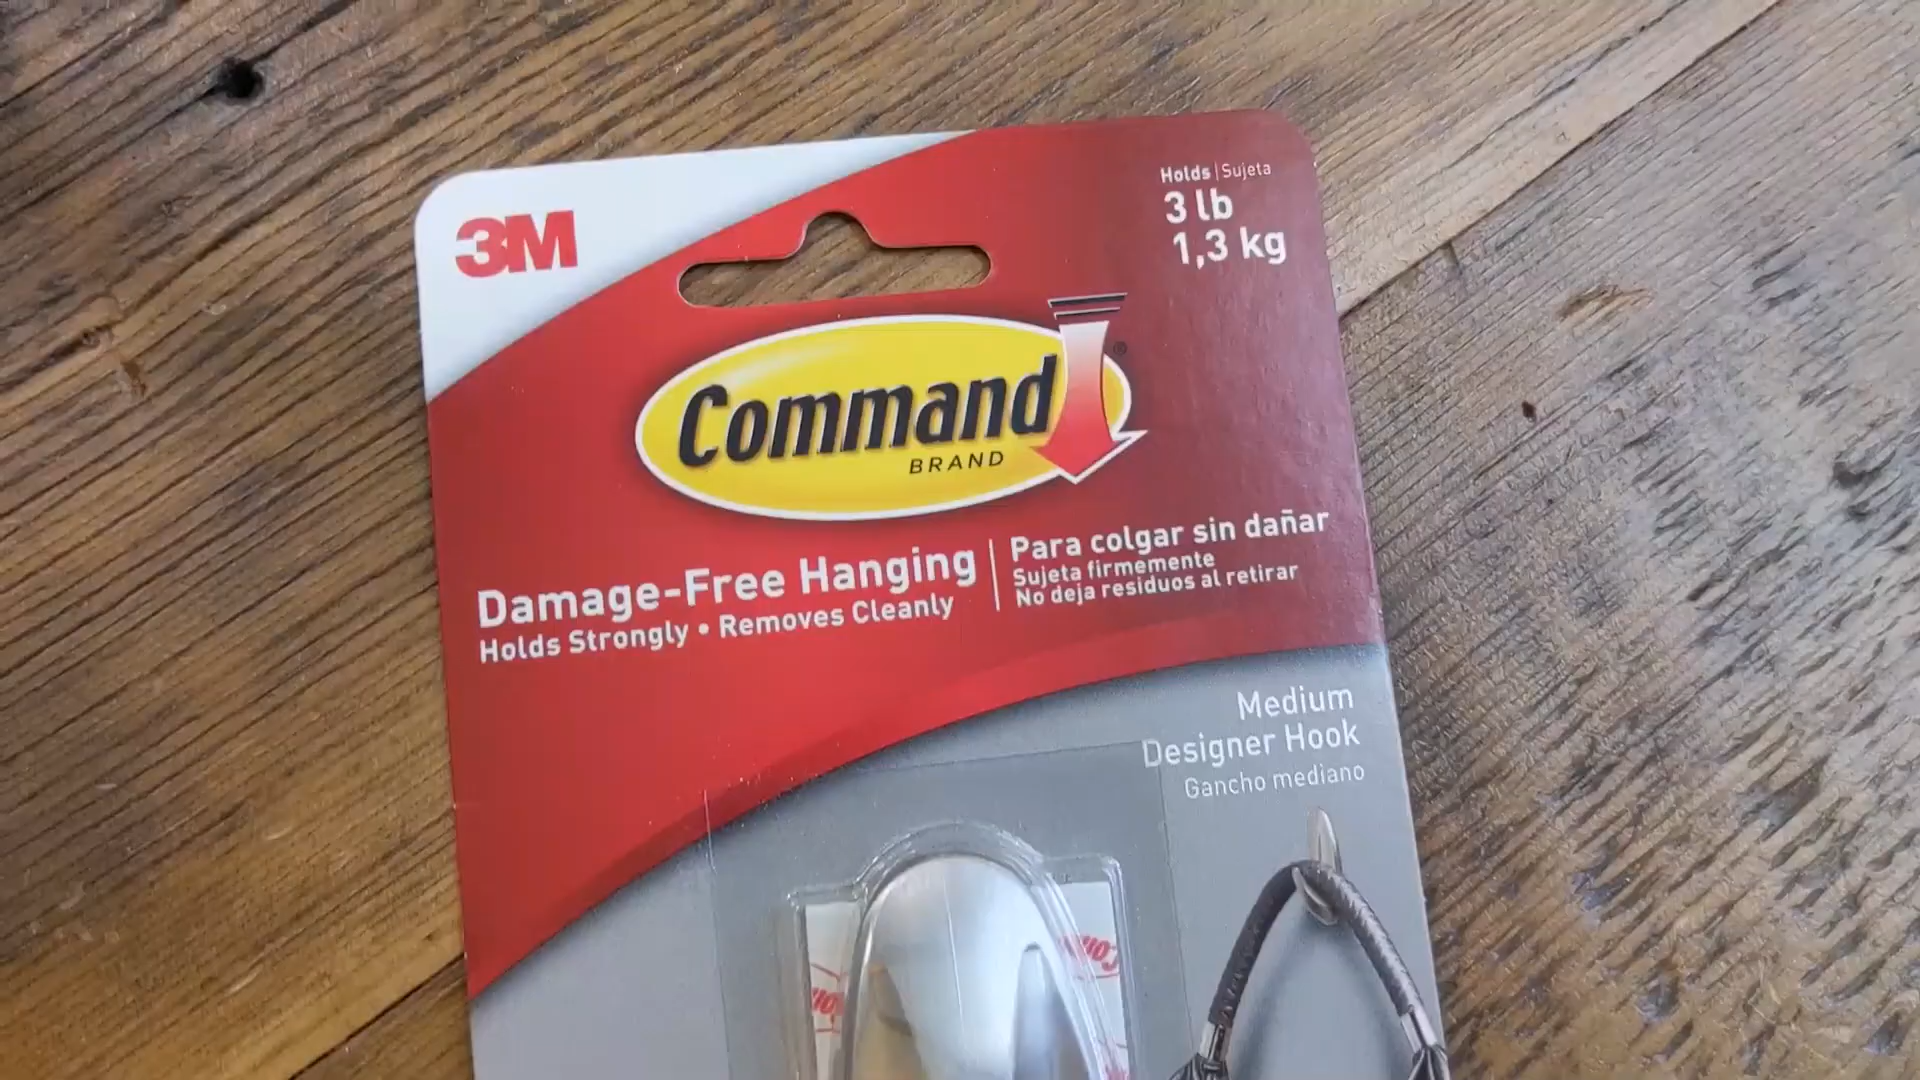 3M
Holds | Sujeta
3 lb
1,3 kg
Command®
BRAND
Damage-Free Hanging
Holds Strongly • Removes Cleanly
Para colgar sin dañar
Sujeta firmemente
No deja residuos al retirar
Medium
Designer Hook
Gancho mediano